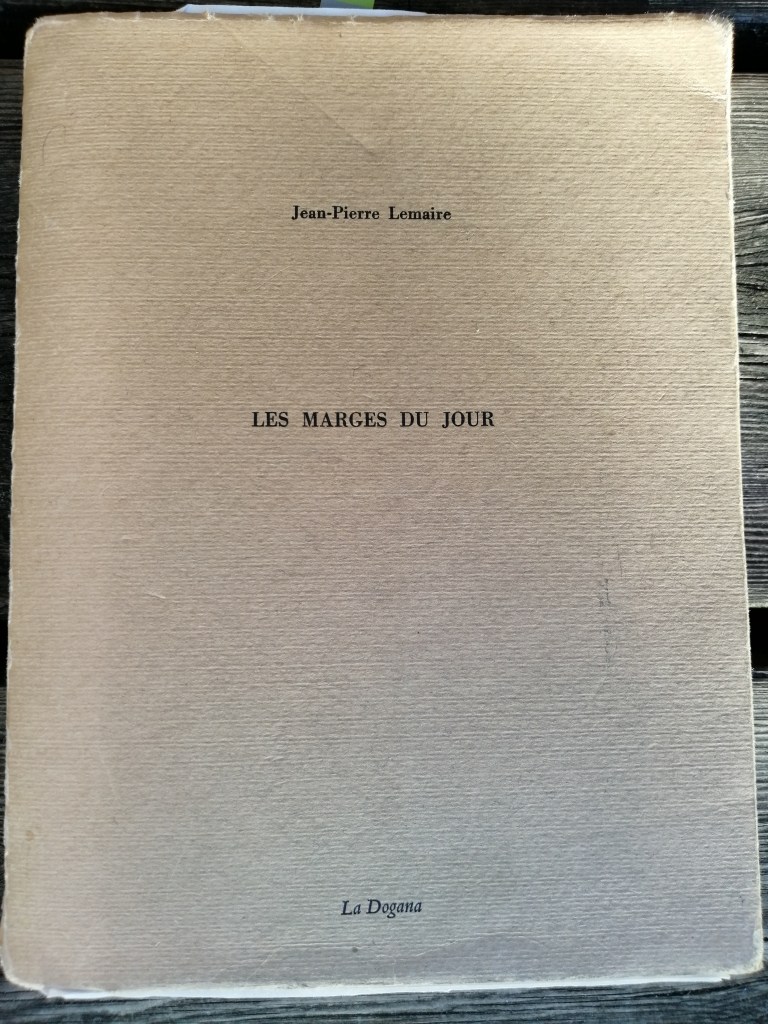 Jean-Pierre Lemaire
LES MARGES DU JOUR
La Dogana